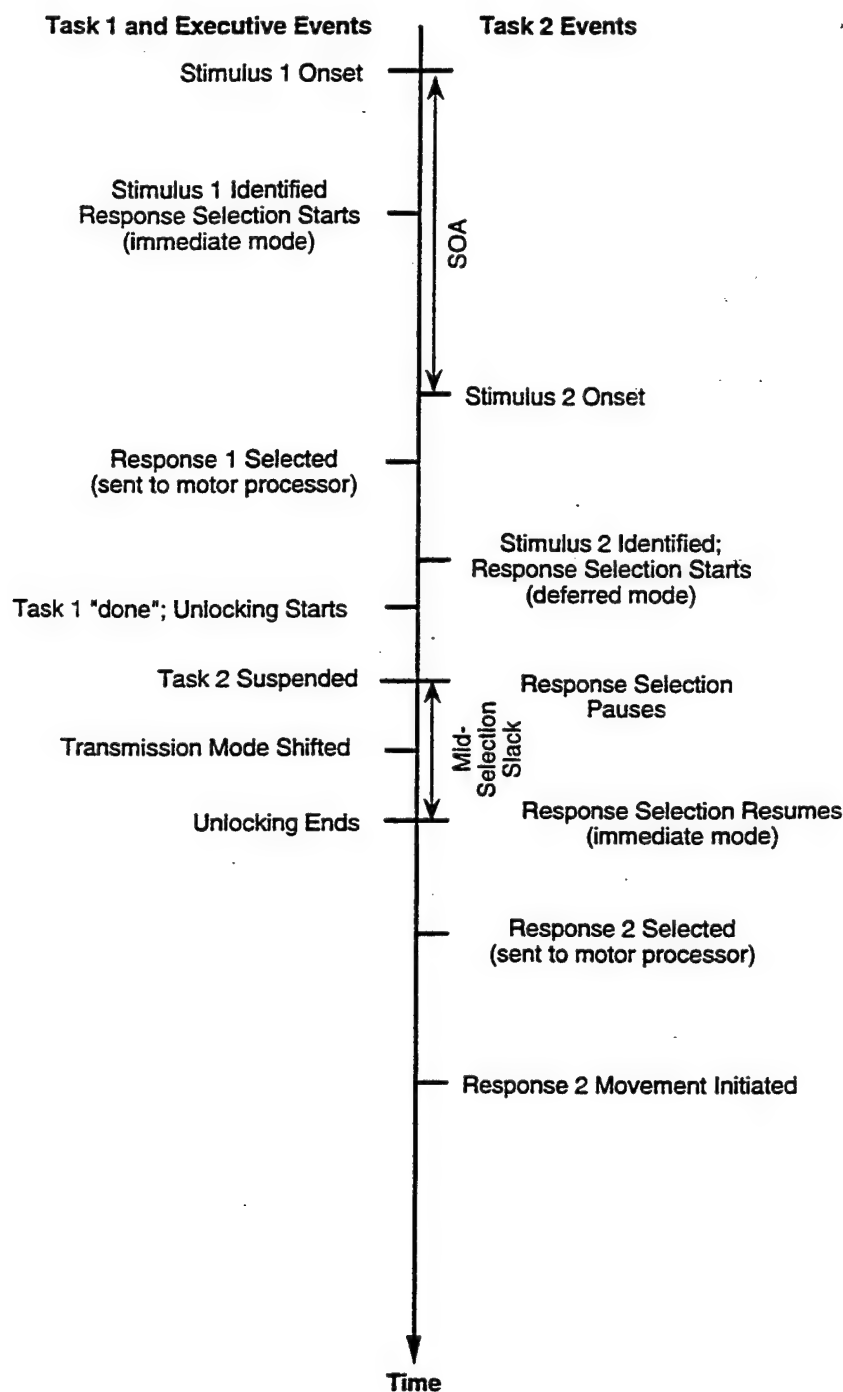 Task 1 and Executive Events
Task 2 Events
Stimulus 1 Onset
Stimulus 1 Identified
Response Selection Starts
(immediate mode)
SOA
Stimulus 2 Onset
Response 1 Selected
(sent to motor processor)
Stimulus 2 Identified;
Response Selection Starts
(deferred mode)
Task 1 "done"; Unlocking Starts
Task 2 Suspended
Response Selection
Pauses
Mid-
Selection
Slack
Transmission Mode Shifted
Unlocking Ends
Response Selection Resumes
(immediate mode)
Response 2 Selected
(sent to motor processor)
Response 2 Movement Initiated
Time